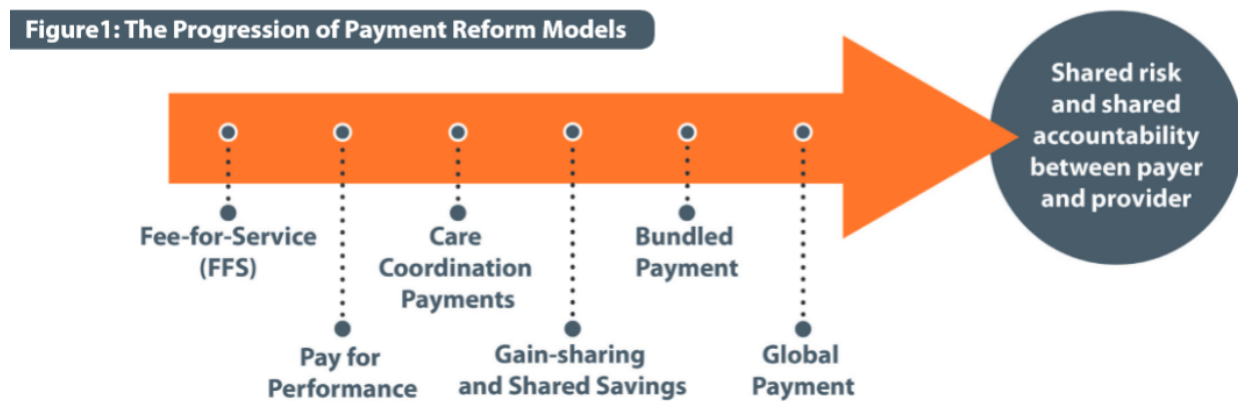 Figure1: The Progression of Payment Reform Models
Shared risk
and shared
accountability
between payer
and provider
Fee-for-Service
(FFS)
Pay for
Performance
Care
Coordination
Payments
Gain-sharing
and Shared Savings
Bundled
Payment
Global
Payment